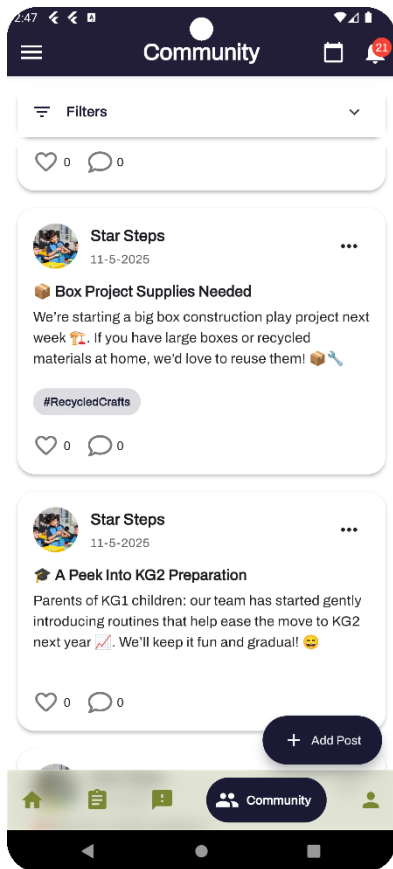 2:47
Community
21
Filters
0 0
Star Steps
11-5-2025
📦 Box Project Supplies Needed
We're starting a big box construction play project next
week 🏗️. If you have large boxes or recycled
materials at home, we'd love to reuse them! 📦🔧
#RecycledCrafts
0 0
Star Steps
11-5-2025
🎓 A Peek Into KG2 Preparation
Parents of KG1 children: our team has started gently
introducing routines that help ease the move to KG2
next year 📈. We'll keep it fun and gradual! 😄
0 0
+ Add Post
Community